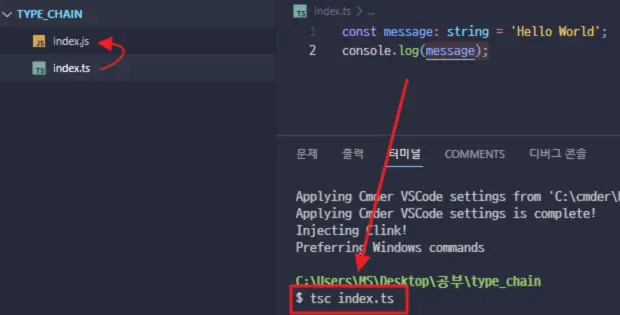 TYPE_CHAIN
JS index.js
TS index.ts
TS index.ts > ...
1 const message: string = 'Hello World';
2 console.log(message);
문제 출력 터미널 COMMENTS 디버그 콘솔
Applying Cmder VSCode settings from 'C:\cmder\
Applying Cmder VSCode settings is complete!
Injecting Clink!
Preferring Windows commands
C:\Users\MS\Desktop\공부\type_chain
$ tsc index.ts